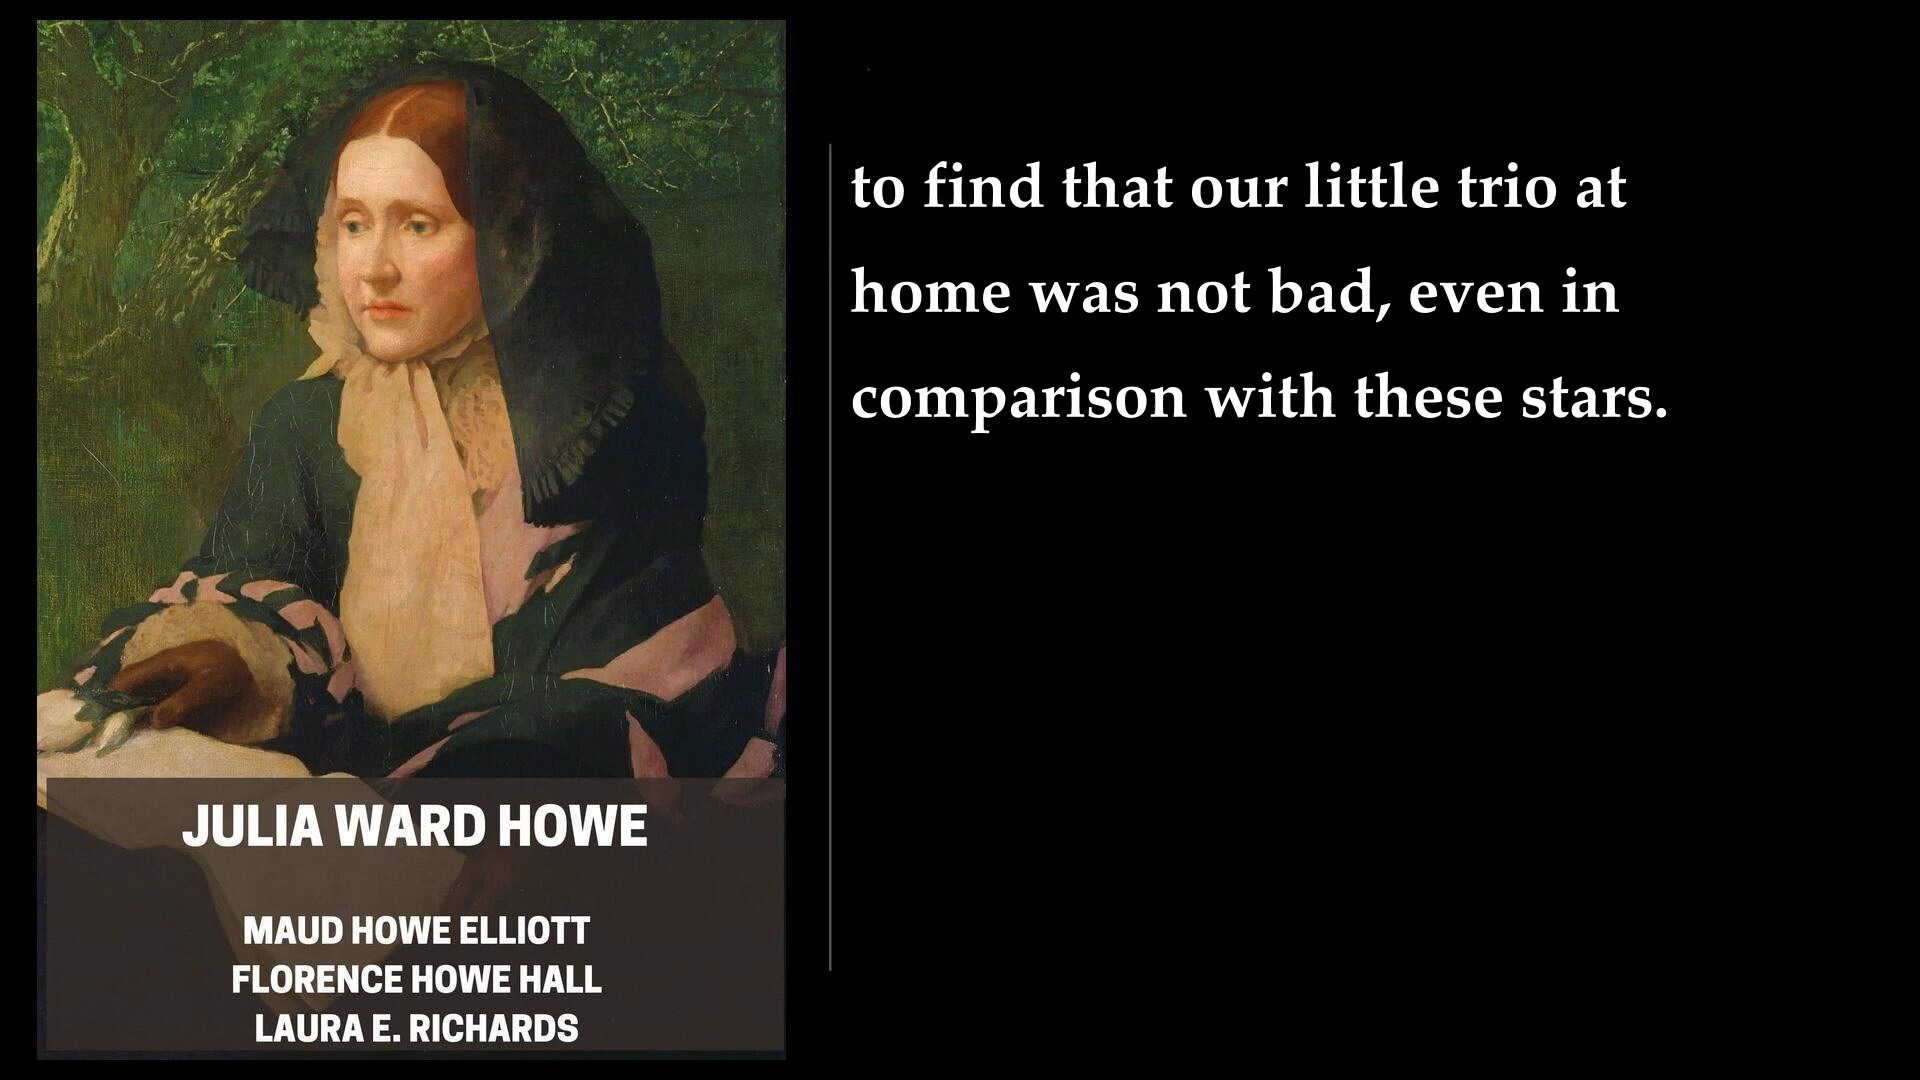 JULIA WARD HOWE
MAUD HOWE ELLIOTT
FLORENCE HOWE HALL
LAURA E. RICHARDS
to find that our little trio at
home was not bad, even in
comparison with these stars.